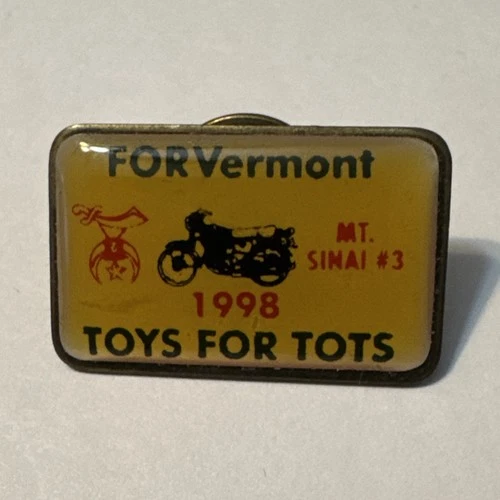 FORVermont
MT.
SINAI #3
1998
TOYS FOR TOTS